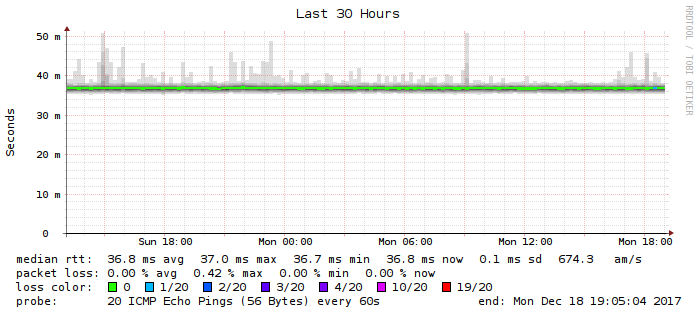 Last 30 Hours
RRDTOOL / TOBI OETIKER
Seconds
50 m
40 m
30 m
20 m
10 m
0
Sun 18:00 Mon 00:00 Mon 06:00 Mon 12:00 Mon 18:00
median rtt: 36.8 ms avg 37.0 ms max 36.7 ms min 36.8 ms now 0.1 ms sd 674.3 am/s
packet loss: 0.00 % avg 0.42 % max 0.00 % min 0.00 % now
loss color: 0 1/20 2/20 3/20 4/20 10/20 19/20
probe: 20 ICMP Echo Pings (56 Bytes) every 60s end: Mon Dec 18 19:05:04 2017